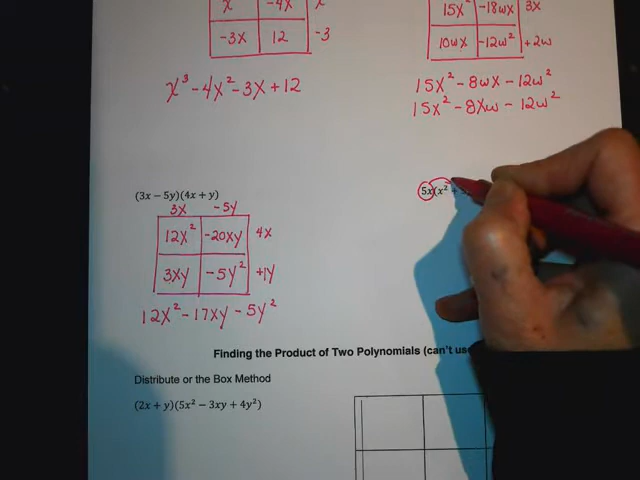 x² -4x x
-3x 12 -3
x³ - 4x² - 3x + 12
15x² -18wx 3x
10wx -12w² +2w
15x² - 8wx - 12w²
15x² - 8xw - 12w²
(3x − 5y)(4x + y)
3x -5y
12x² -20xy 4x
3xy -5y² +1y
12x² - 17xy - 5y²
5x(x² +
Finding the Product of Two Polynomials (can't
Distribute or the Box Method
(2x + y)(5x² − 3xy + 4y²)